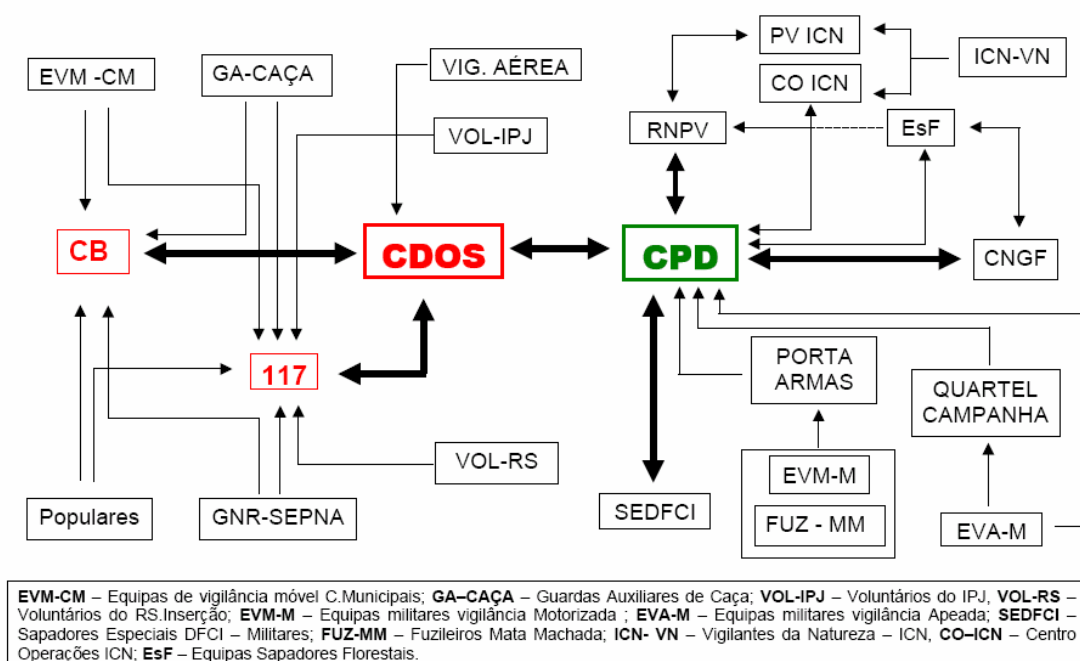 PV ICN
EVM -CM
GA-CAÇA
VIG. AÉREA
ICN-VN
CO ICN
VOL-IPJ
RNPV
EsF
CB
CDOS
CPD
CNGF
117
PORTA
ARMAS
QUARTEL
CAMPANHA
VOL-RS
EVM-M
Populares
GNR-SEPNA
SEDFCI
FUZ - MM
EVA-M
EVM-CM – Equipas de vigilância móvel C.Municipais; GA–CAÇA – Guardas Auxiliares de Caça; VOL-IPJ – Voluntários do IPJ, VOL-RS –
Voluntários do RS.Inserção; EVM-M – Equipas militares vigilância Motorizada ; EVA-M – Equipas militares vigilância Apeada; SEDFCI –
Sapadores Especiais DFCI – Militares; FUZ-MM – Fuzileiros Mata Machada; ICN- VN – Vigilantes da Natureza – ICN, CO–ICN – Centro
Operações ICN; EsF – Equipas Sapadores Florestais.